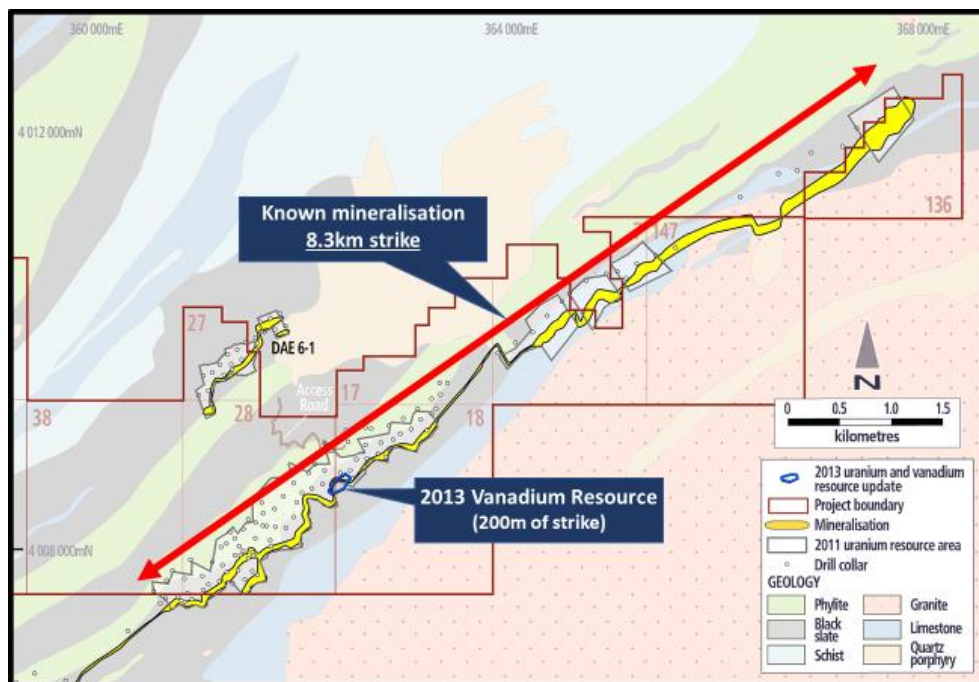 360 000mE
364 000mE
368 000mE
4 012 000mN
Known mineralisation
8.3km strike
136
147
27
DAE 6-1
Access
Road
17
38
28
18
N
0 0.5 1.0 1.5
kilometres
2013 Vanadium Resource
(200m of strike)
4 008 000mN
2013 uranium and vanadium
resource update
Project boundary
Mineralisation
2011 uranium resource area
Drill collar
GEOLOGY
Phylite
Granite
Black
slate
Limestone
Schist
Quartz
porphyry